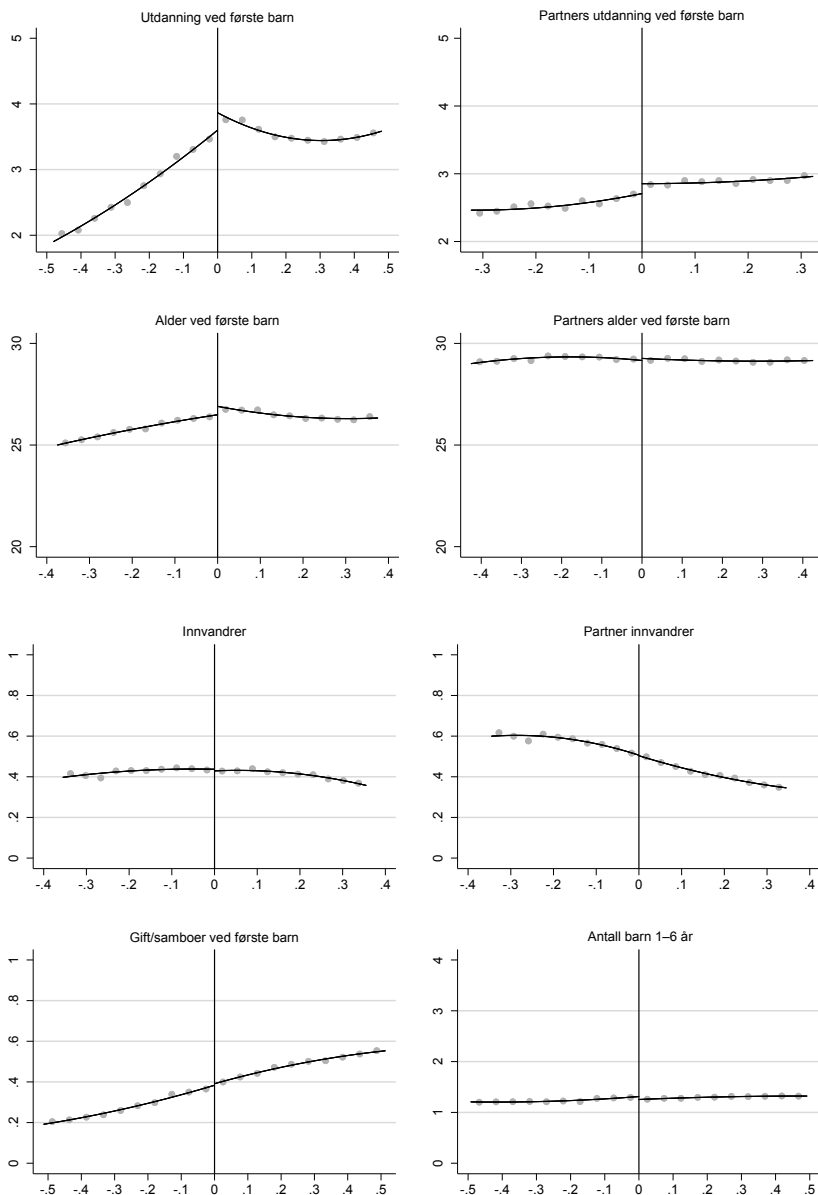 Utdanning ved første barn
5
4
3
2
-.5 -.4 -.3 -.2 -.1 0 .1 .2 .3 .4 .5
Partners utdanning ved første barn
5
4
3
2
-.3 -.2 -.1 0 .1 .2 .3
Alder ved første barn
30
25
20
-.4 -.3 -.2 -.1 0 .1 .2 .3 .4
Partners alder ved første barn
30
25
20
-.4 -.3 -.2 -.1 0 .1 .2 .3 .4
Innvandrer
1
.8
.6
.4
.2
0
-.4 -.3 -.2 -.1 0 .1 .2 .3 .4
Partner innvandrer
1
.8
.6
.4
.2
0
-.4 -.3 -.2 -.1 0 .1 .2 .3 .4
Gift/samboer ved første barn
1
.8
.6
.4
.2
0
-.5 -.4 -.3 -.2 -.1 0 .1 .2 .3 .4 .5
Antall barn 1–6 år
4
3
2
1
0
-.5 -.4 -.3 -.2 -.1 0 .1 .2 .3 .4 .5